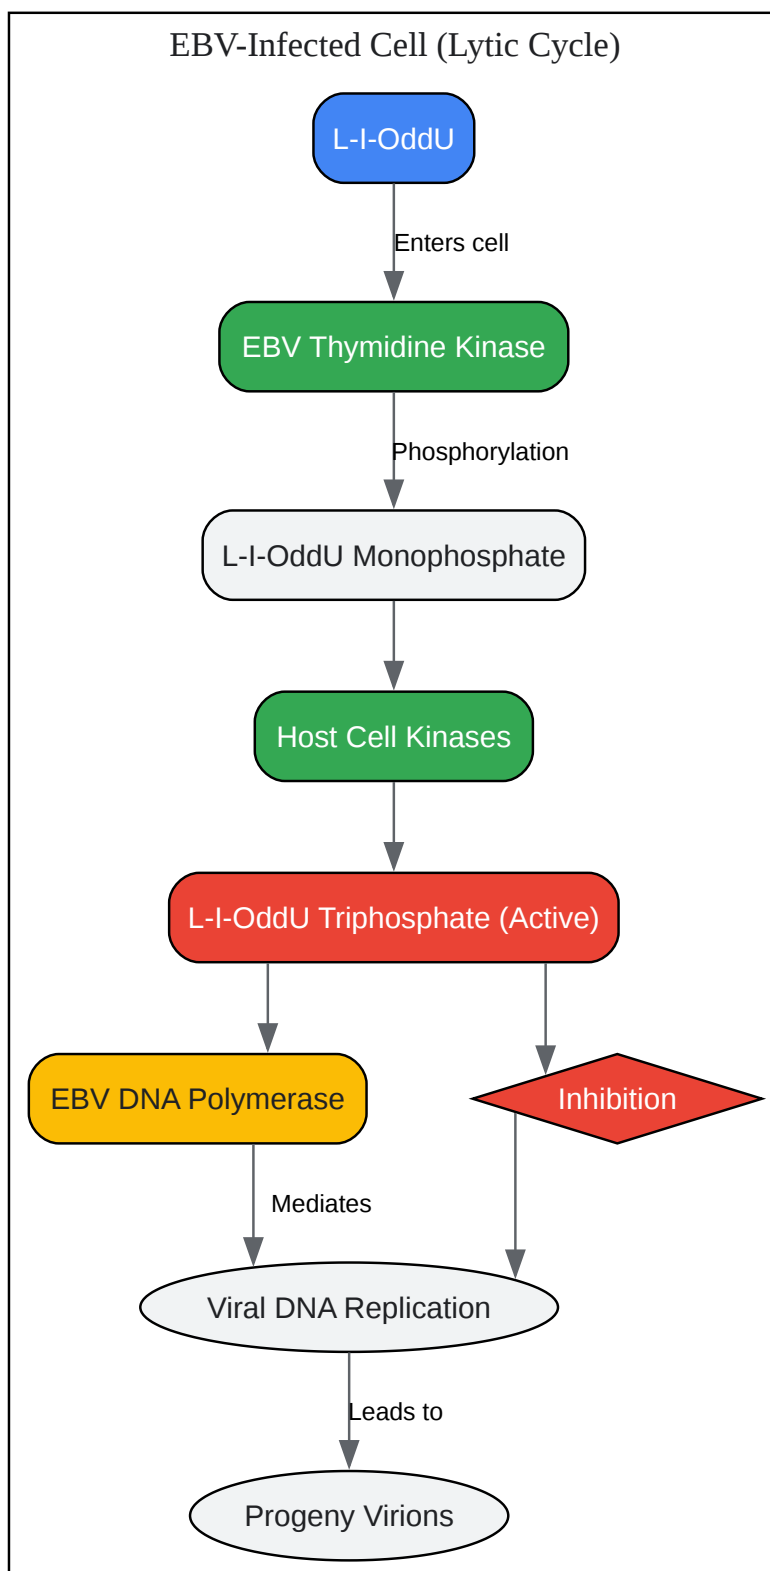 EBV-Infected Cell (Lytic Cycle)
L-I-OddU
Enters cell
EBV Thymidine Kinase
Phosphorylation
L-I-OddU Monophosphate
Host Cell Kinases
L-I-OddU Triphosphate (Active)
EBV DNA Polymerase
Inhibition
Mediates
Viral DNA Replication
Leads to
Progeny Virions